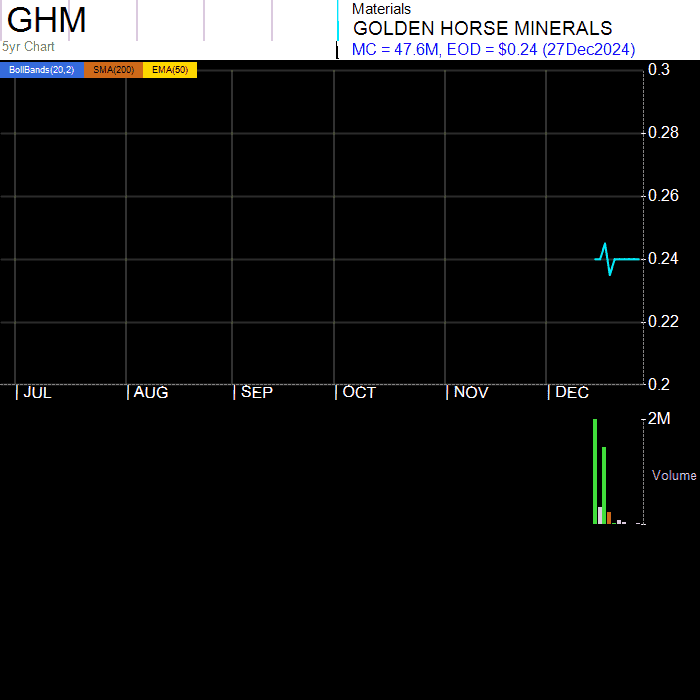 GHM
5yr Chart
Materials
GOLDEN HORSE MINERALS
MC = 47.6M, EOD = $0.24 (27Dec2024)
BollBands(20,2) SMA(200) EMA(50)
0.3
0.28
0.26
0.24
0.22
0.2
JUL AUG SEP OCT NOV DEC
2M
Volume